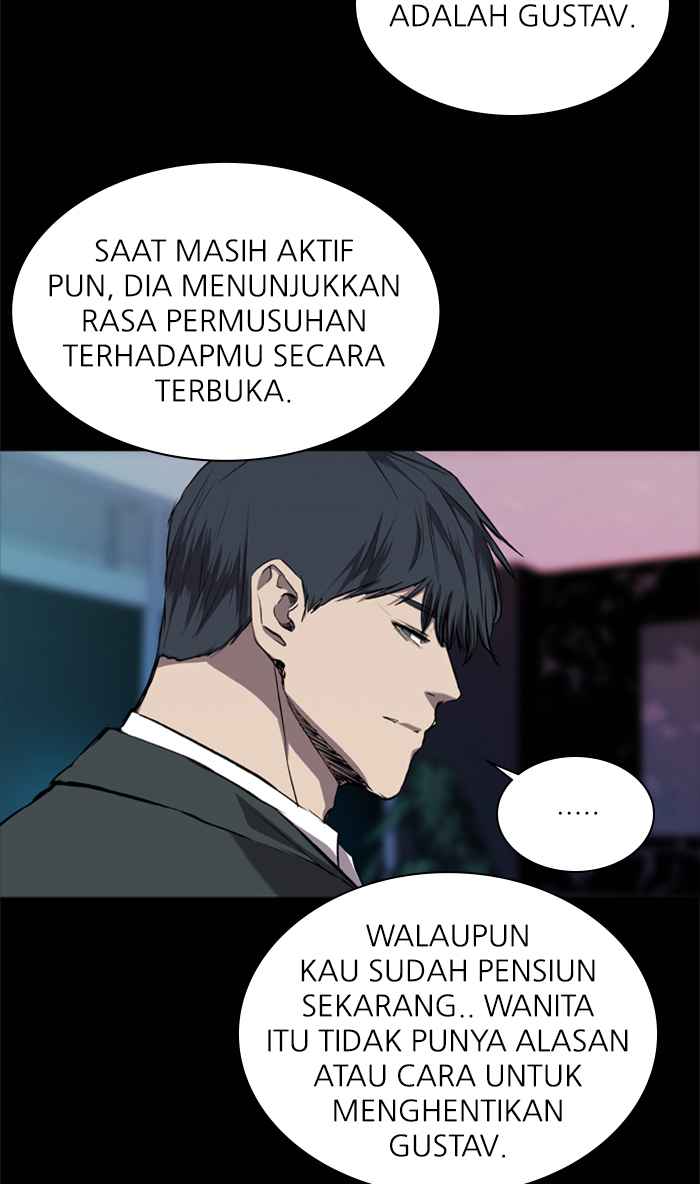 ADALAH GUSTAV.
SAAT MASIH AKTIF
PUN, DIA MENUNJUKKAN
RASA PERMUSUHAN
TERHADAPMU SECARA
TERBUKA.
.....
WALAUPUN
KAU SUDAH PENSIUN
SEKARANG.. WANITA
ITU TIDAK PUNYA ALASAN
ATAU CARA UNTUK
MENGHENTIKAN
GUSTAV.